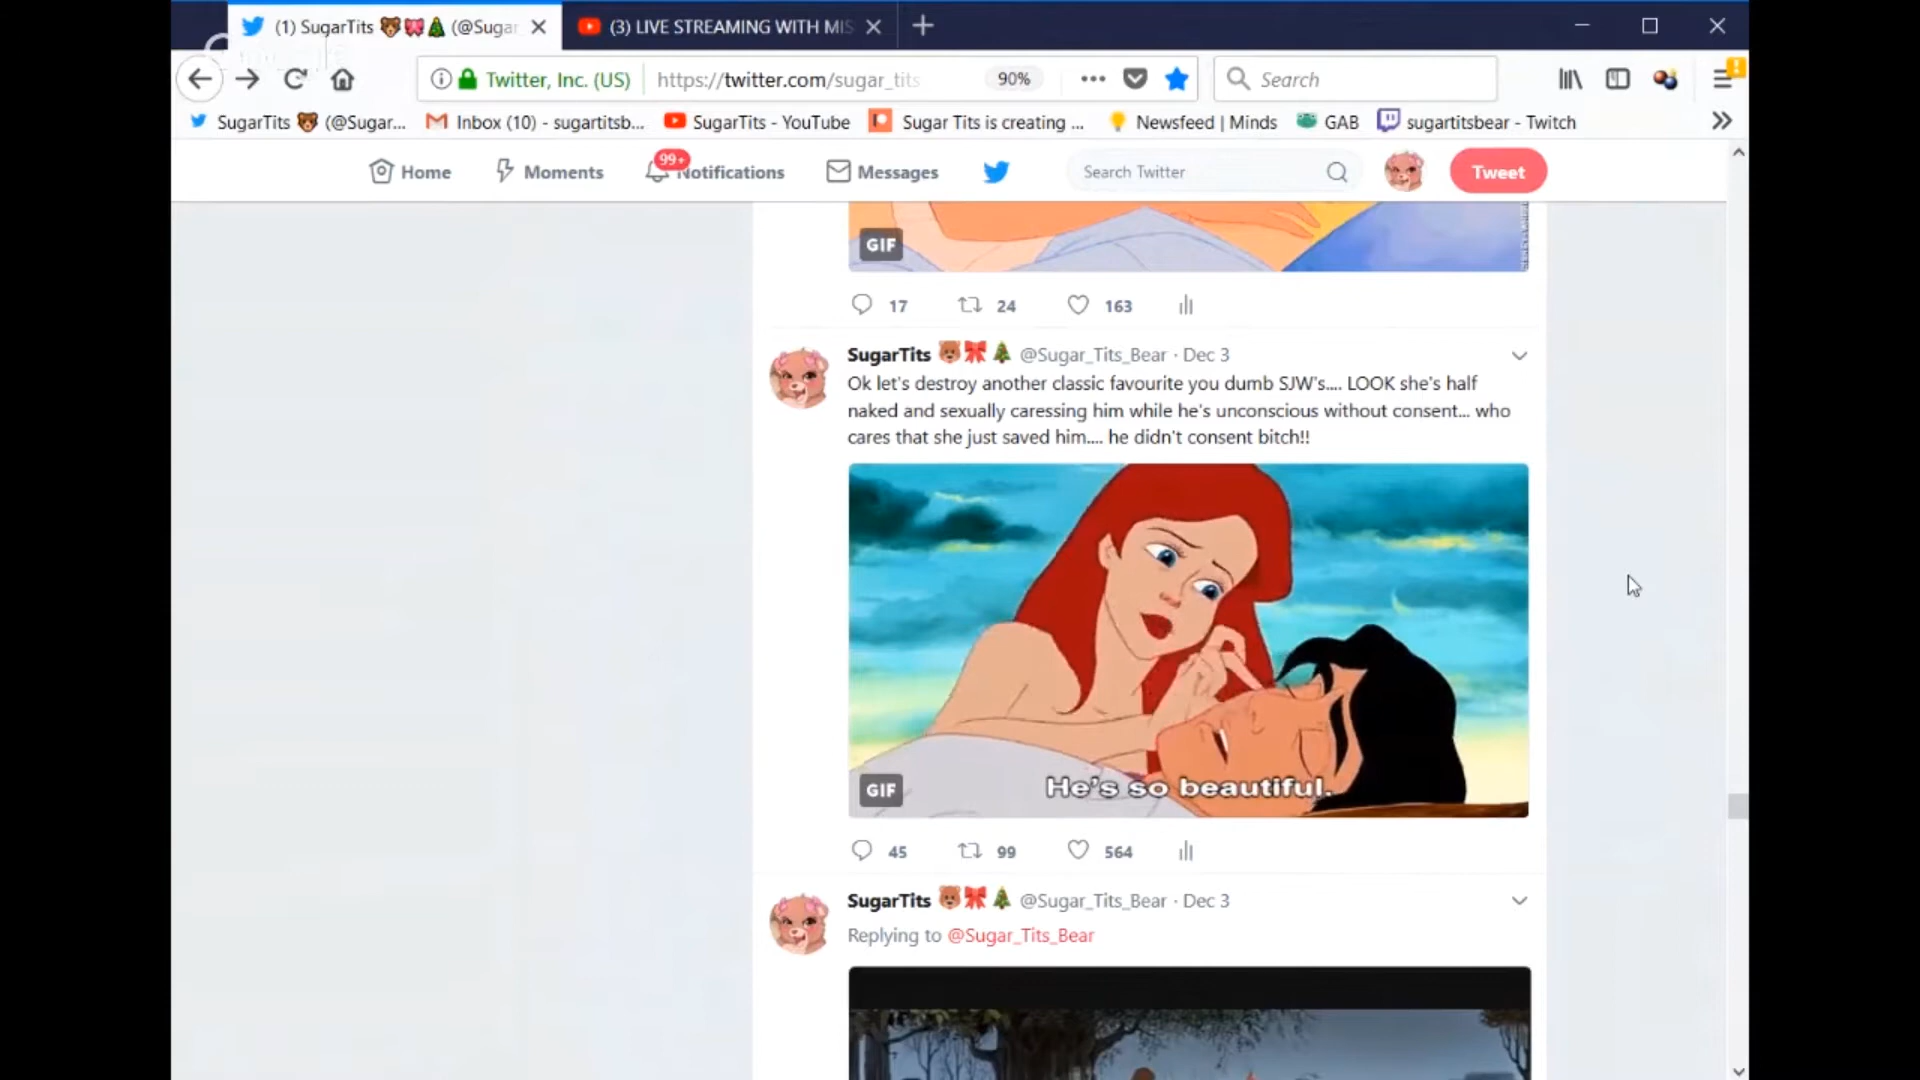 (1) SugarTits 🐻🎀🎄 (@Sugar
(3) LIVE STREAMING WITH MIS
Twitter, Inc. (US)
https://twitter.com/sugar_tits
90%
Search
SugarTits 🐻 (@Sugar...
Inbox (10) - sugartitsb...
SugarTits - YouTube
Sugar Tits is creating ...
Newsfeed | Minds
GAB
sugartitsbear - Twitch
Home
Moments
99+
Notifications
Messages
Search Twitter
Tweet
GIF
17 24 163
SugarTits 🐻🎀🎄 @Sugar_Tits_Bear · Dec 3
Ok let's destroy another classic favourite you dumb SJW's.... LOOK she's half
naked and sexually caressing him while he's unconscious without consent... who
cares that she just saved him.... he didn't consent bitch!!
He's so beautiful.
GIF
45 99 564
SugarTits 🐻🎀🎄 @Sugar_Tits_Bear · Dec 3
Replying to @Sugar_Tits_Bear